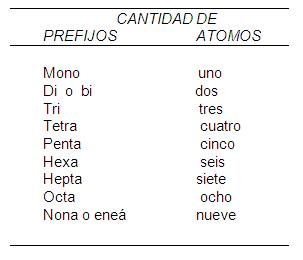 CANTIDAD DE
PREFIJOS ATOMOS
Mono uno
Di o bi dos
Tri tres
Tetra cuatro
Penta cinco
Hexa seis
Hepta siete
Octa ocho
Nona o eneá nueve